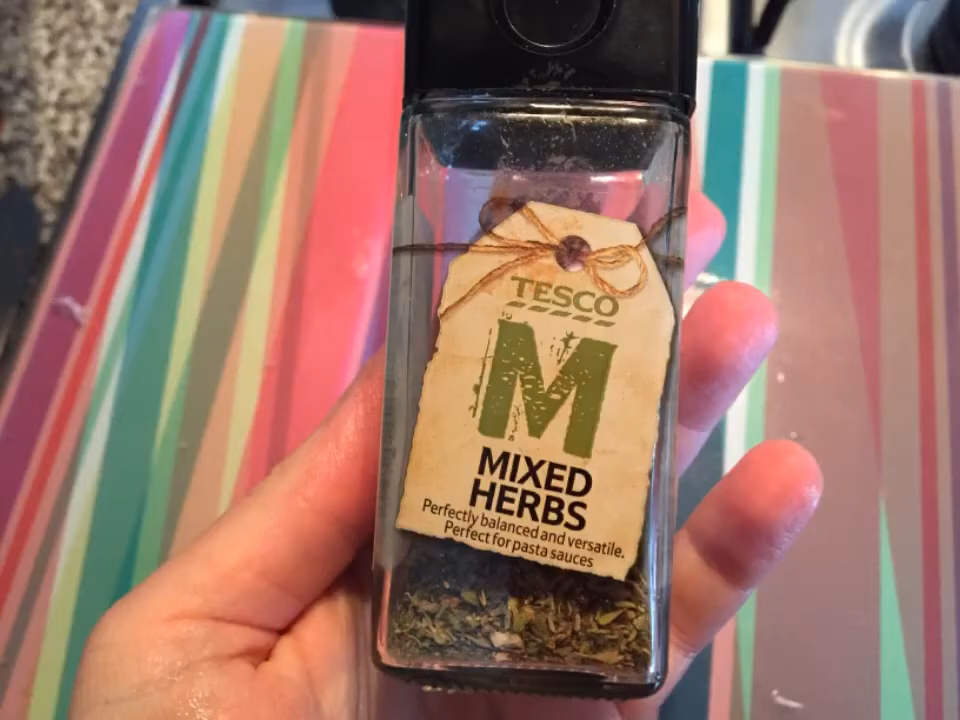 TESCO
M
MIXED
HERBS
Perfectly balanced and versatile.
Perfect for pasta sauces